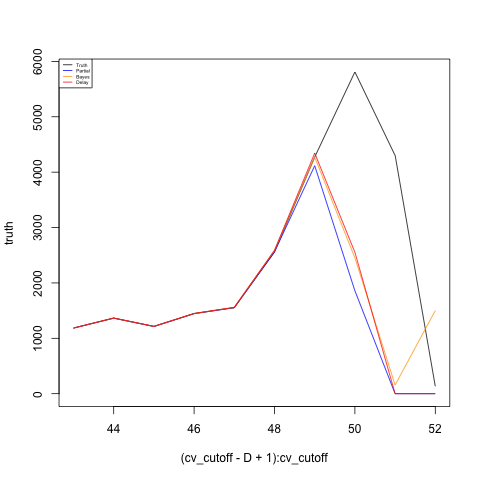 Truth
Partial
Bayes
Delay
6000
5000
4000
3000
2000
1000
0
truth
44
46
48
50
52
(cv_cutoff - D + 1):cv_cutoff